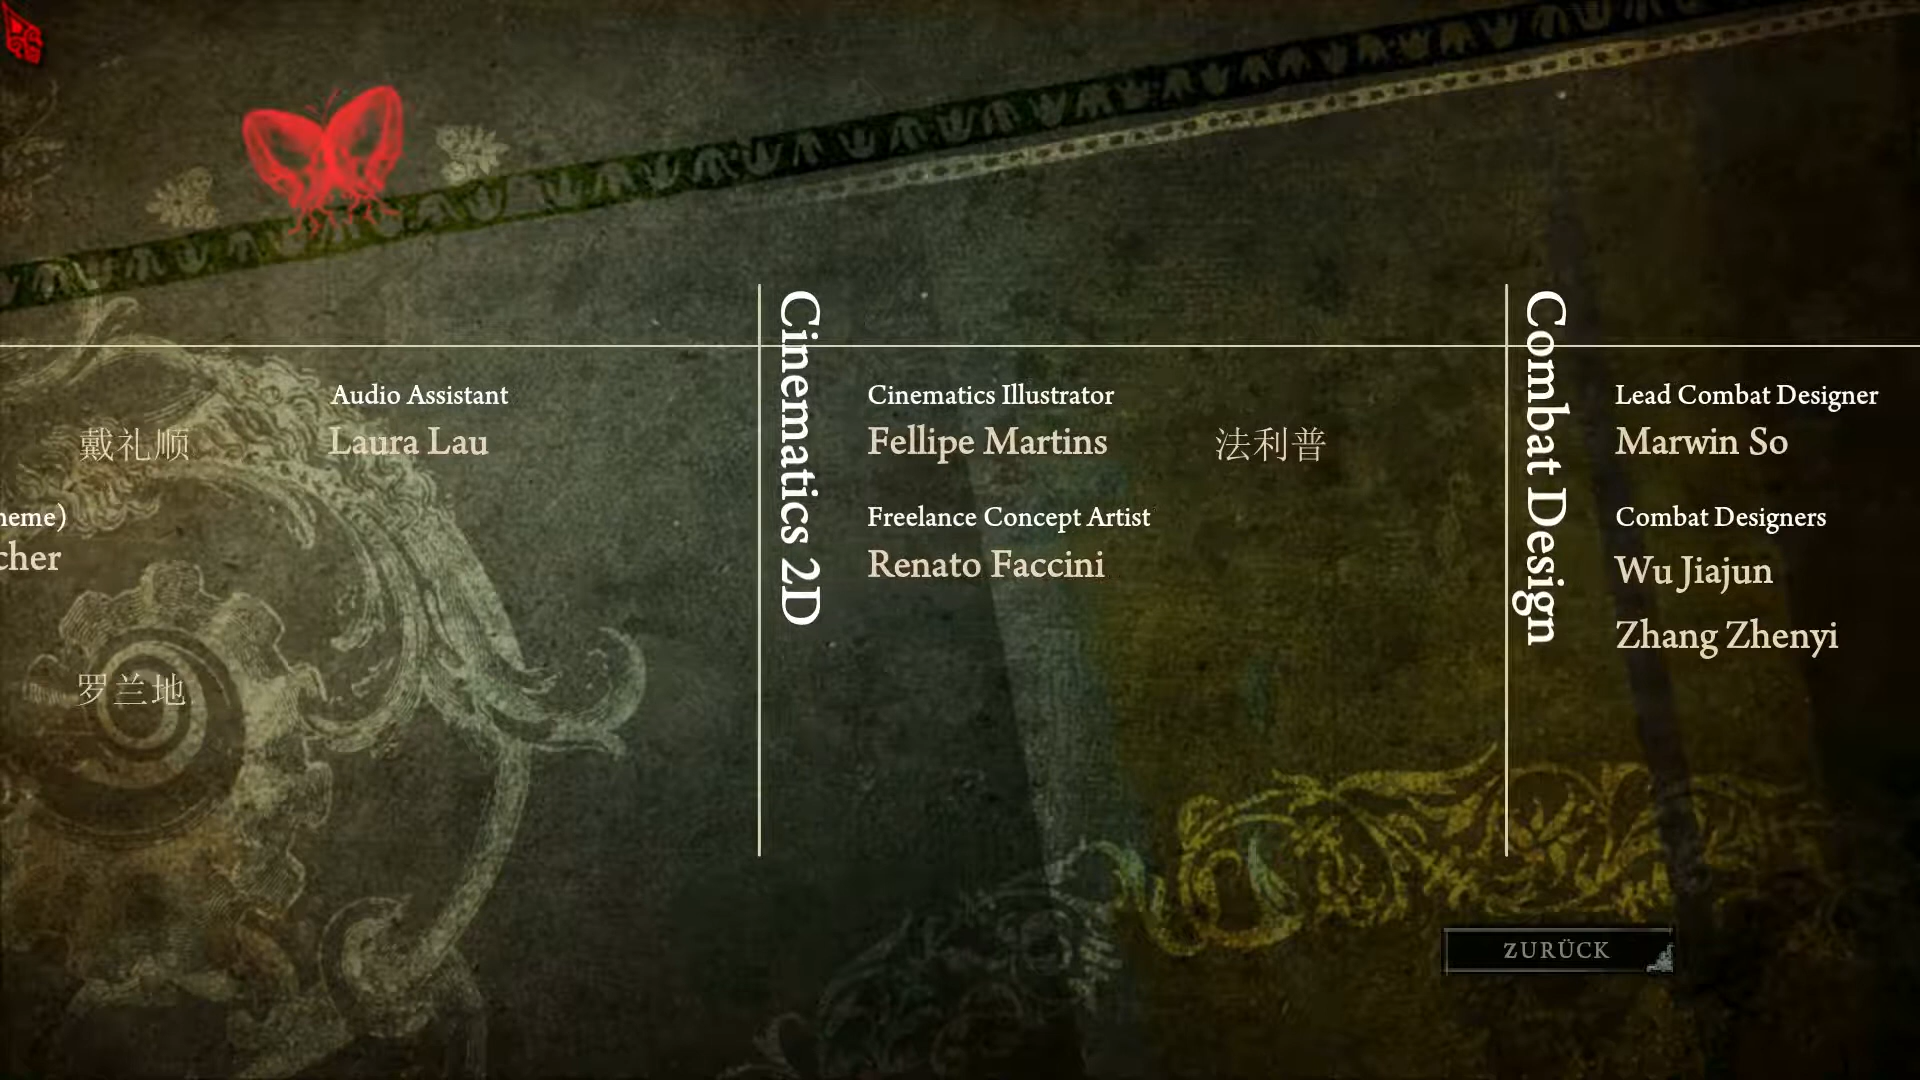 戴礼顺
heme)
cher
罗兰地
Audio Assistant
Laura Lau
Cinematics 2D
Cinematics Illustrator
Fellipe Martins 法利普
Freelance Concept Artist
Renato Faccini
Combat Design
Lead Combat Designer
Marwin So
Combat Designers
Wu Jiajun
Zhang Zhenyi
ZURÜCK